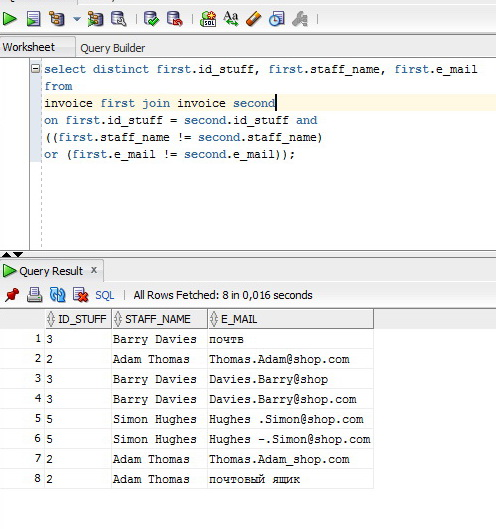 Worksheet Query Builder
select distinct first.id_stuff, first.staff_name, first.e_mail
from
invoice first join invoice second
on first.id_stuff = second.id_stuff and
((first.staff_name != second.staff_name)
or (first.e_mail != second.e_mail));
Query Result x
SQL | All Rows Fetched: 8 in 0,016 seconds
ID_STUFF STAFF_NAME E_MAIL
1 3 Barry Davies почтв
2 2 Adam Thomas Thomas.Adam@shop.com
3 3 Barry Davies Davies.Barry@shop
4 3 Barry Davies Davies.Barry@shop.com
5 5 Simon Hughes Hughes .Simon@shop.com
6 5 Simon Hughes Hughes -.Simon@shop.com
7 2 Adam Thomas Thomas.Adam_shop.com
8 2 Adam Thomas почтовый ящик